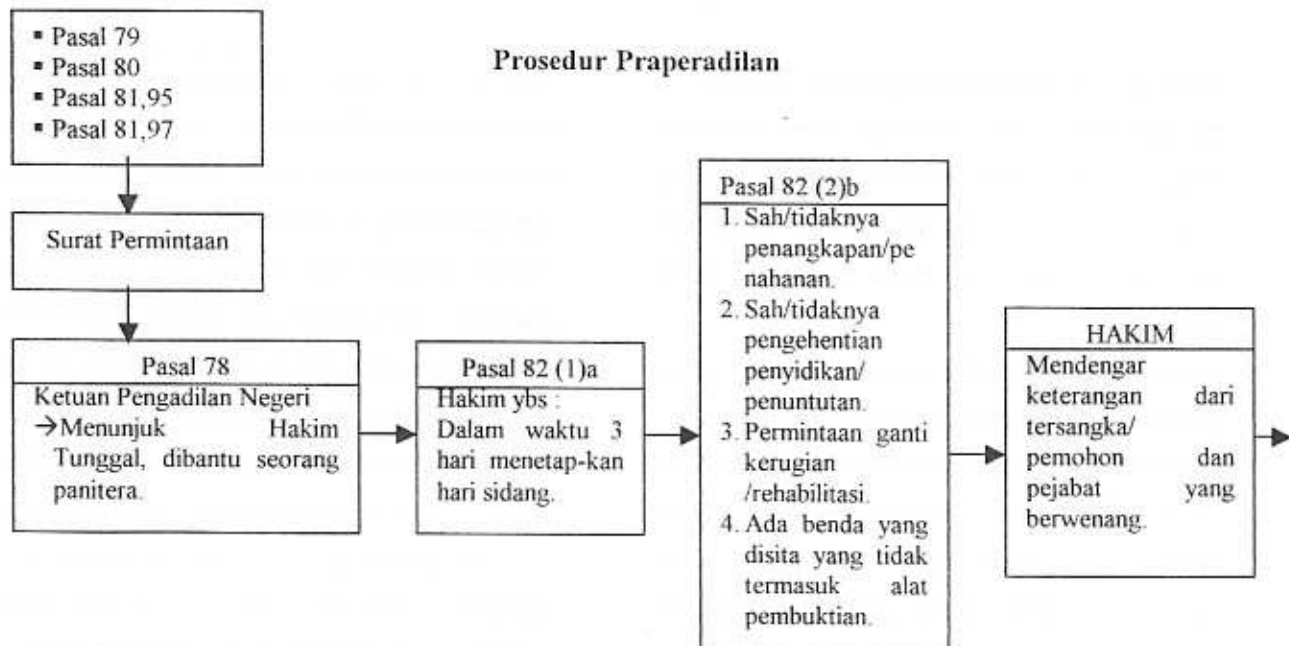 Prosedur Praperadilan
▪ Pasal 79
▪ Pasal 80
▪ Pasal 81,95
▪ Pasal 81,97
Surat Permintaan
Pasal 78
Ketuan Pengadilan Negeri
→Menunjuk Hakim
Tunggal, dibantu seorang
panitera.
Pasal 82 (1)a
Hakim ybs :
Dalam waktu 3
hari menetap-kan
hari sidang.
Pasal 82 (2)b
1. Sah/tidaknya
penangkapan/pe
nahanan.
2. Sah/tidaknya
pengehentian
penyidikan/
penuntutan.
3. Permintaan ganti
kerugian
/rehabilitasi.
4. Ada benda yang
disita yang tidak
termasuk alat
pembuktian.
HAKIM
Mendengar
keterangan dari
tersangka/
pemohon dan
pejabat yang
berwenang.